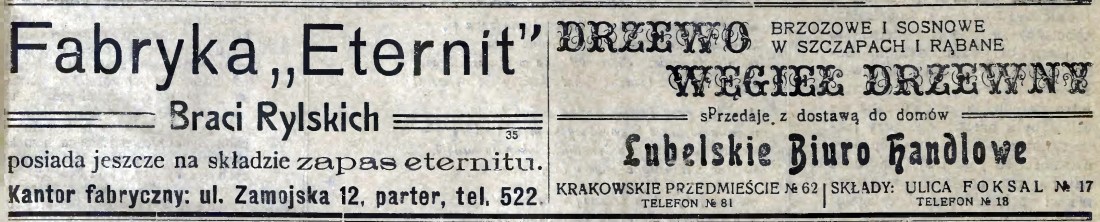 Fabryka „Eternit”
Braci Rylskich
35
posiada jeszcze na składzie zapas eternitu.
Kantor fabryczny: ul. Zamojska 12, parter, tel. 522.
DRZEWO BRZOZOWE I SOSNOWE
W SZCZAPACH I RĄBANE
WĘGIEL DRZEWNY
sPrzedaje z dostawą do domów
Lubelskie Biuro Handlowe
KRAKOWSKIE PRZEDMIEŚCIE № 62 | SKŁADY: ULICA FOKSAL № 17
TELEFON № 81 TELEFON № 18